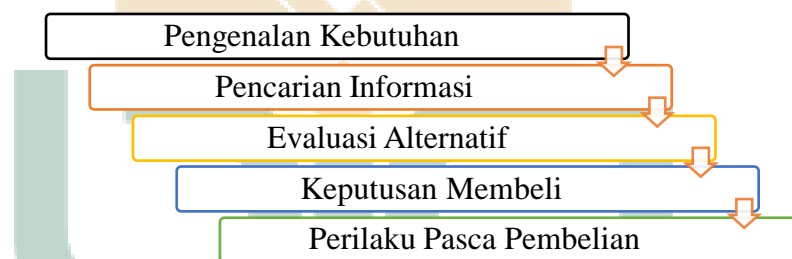 Pengenalan Kebutuhan
Pencarian Informasi
Evaluasi Alternatif
Keputusan Membeli
Perilaku Pasca Pembelian